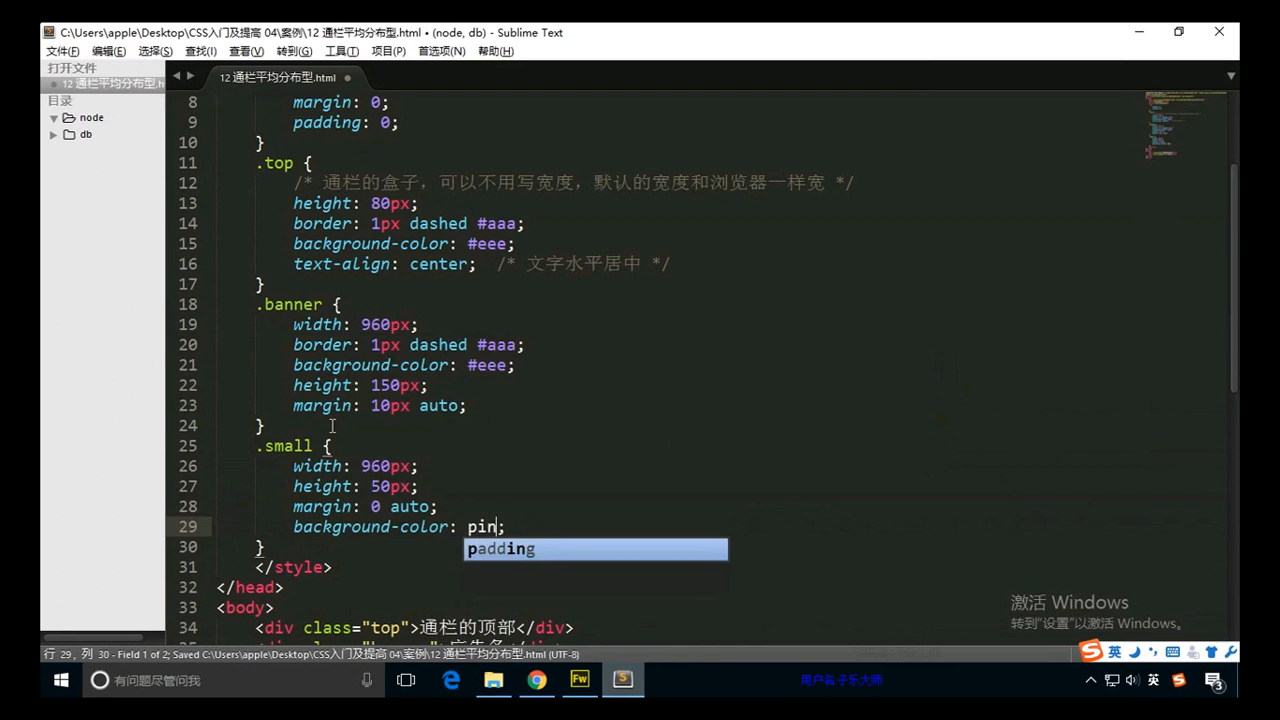 C:\Users\apple\Desktop\CSS入门及提高 04\案例\12 通栏平均分布型.html • (node, db) - Sublime Text
文件(F) 编辑(E) 选择(S) 查找(I) 查看(V) 转到(G) 工具(T) 项目(P) 首选项(N) 帮助(H)
打开文件
12 通栏平均分布型.h
目录
node
db
12 通栏平均分布型.html
8 margin: 0;
9 padding: 0;
10 }
11 .top {
12 /* 通栏的盒子，可以不用写宽度，默认的宽度和浏览器一样宽 */
13 height: 80px;
14 border: 1px dashed #aaa;
15 background-color: #eee;
16 text-align: center; /* 文字水平居中 */
17 }
18 .banner {
19 width: 960px;
20 border: 1px dashed #aaa;
21 background-color: #eee;
22 height: 150px;
23 margin: 10px auto;
24 }
25 .small {
26 width: 960px;
27 height: 50px;
28 margin: 0 auto;
29 background-color: pin;
padding
30 }
31 </style>
32 </head>
33 <body>
34 <div class="top">通栏的顶部</div>
激活 Windows
转到"设置"以激活 Windows。
行 29, 列 30 - Field 1 of 2; Saved C:\Users\apple\Desktop\CSS入门及提高 04\案例\12 通栏平均分布型.html (UTF-8)
英
有问题尽管问我
Fw
用户名:子乐大师
英
3